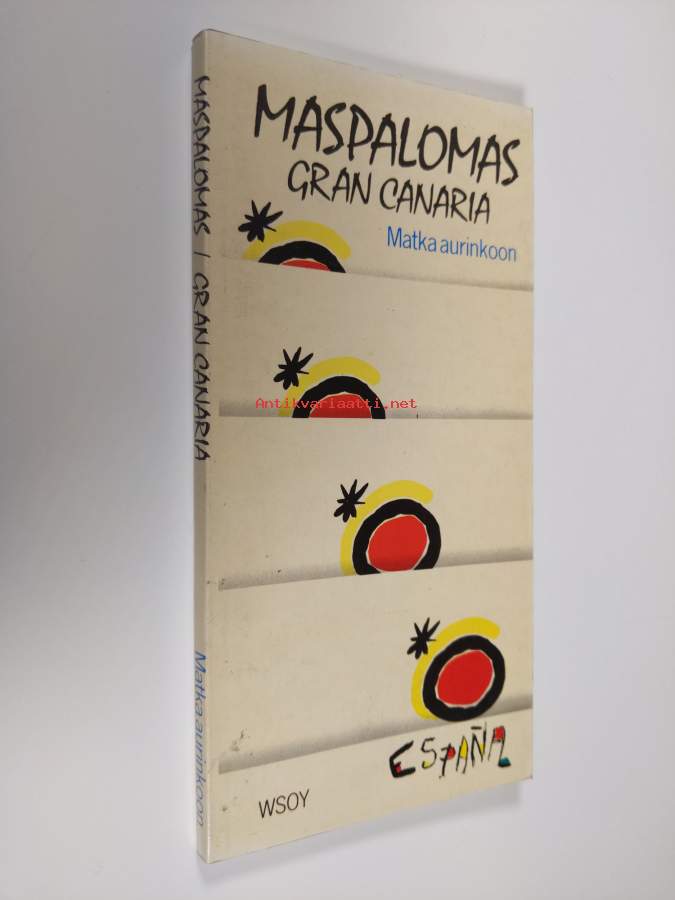 MASPALOMAS
GRAN CANARIA
Matka aurinkoon
Antikvariaatti.net
ESPAÑA
WSOY
MASPALOMAS / GRAN CANARIA
Matka aurinkoon